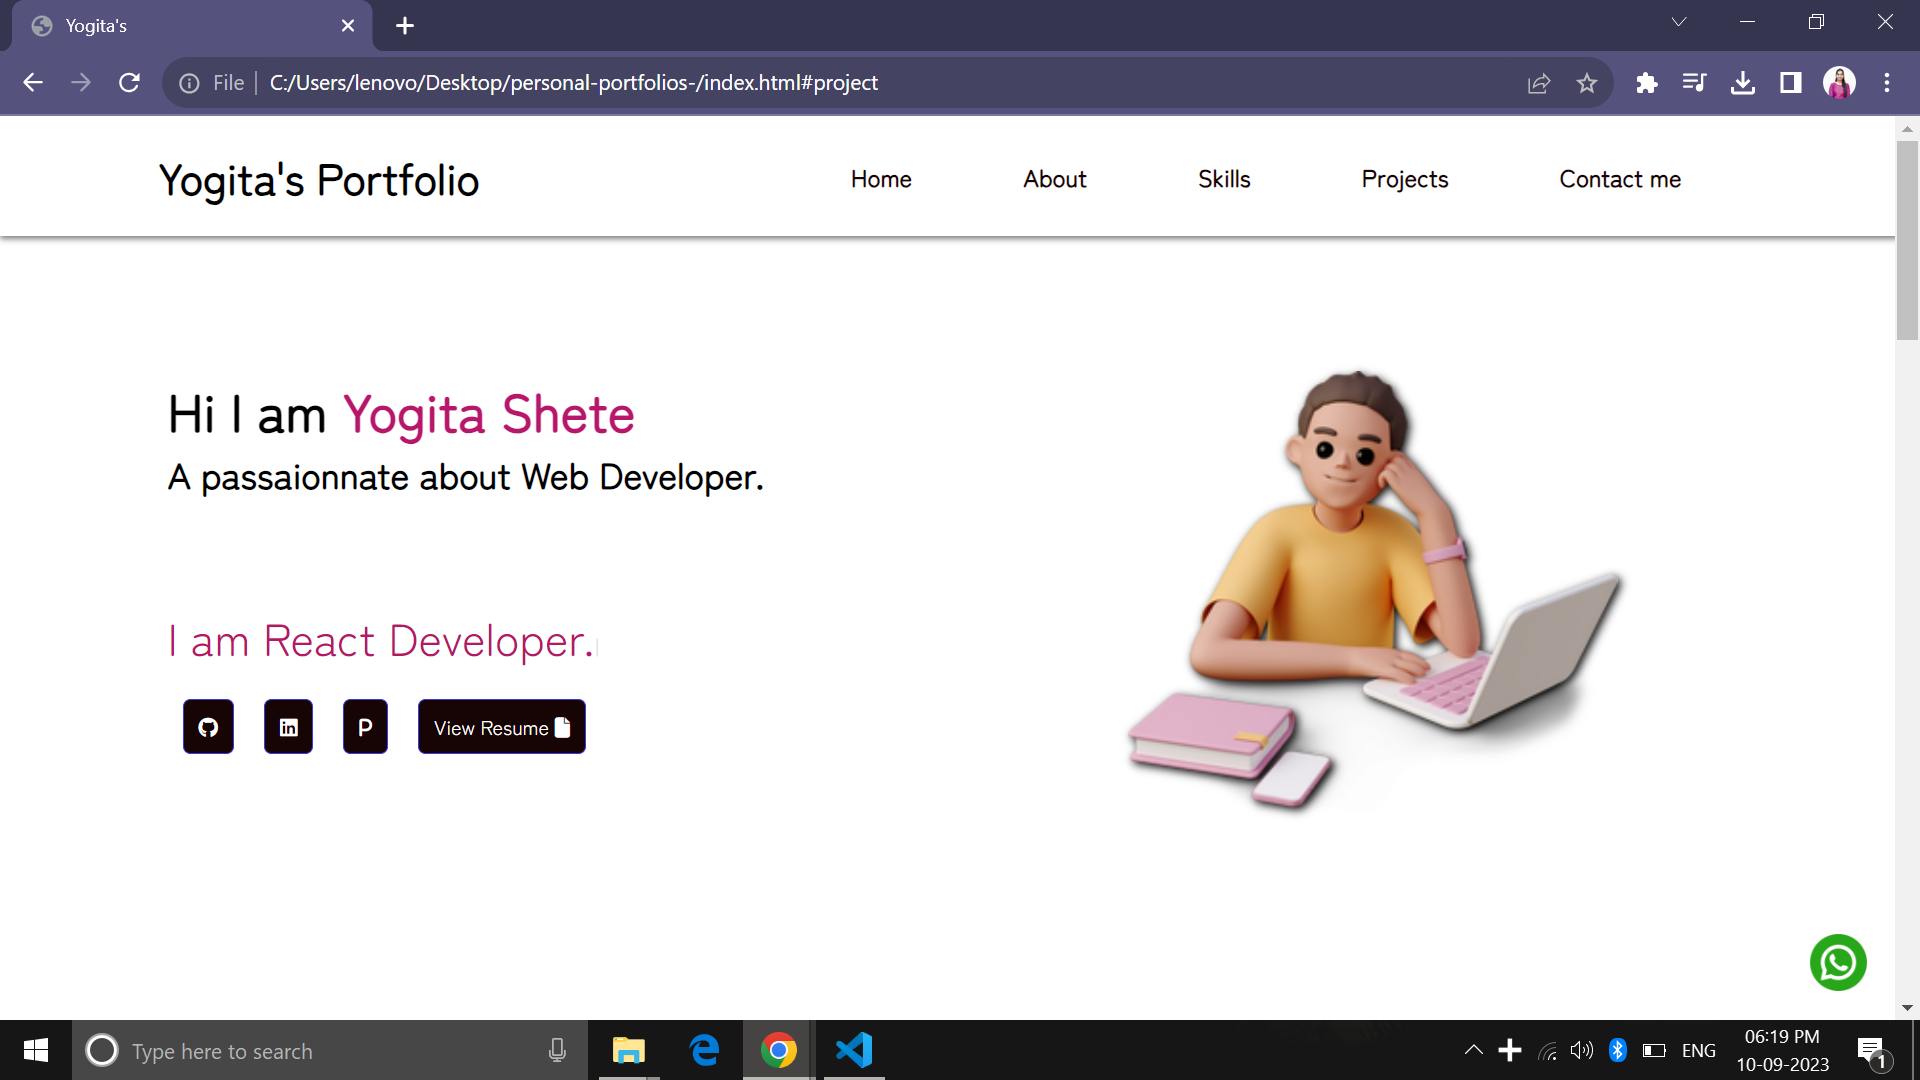 Yogita's
File
C:/Users/lenovo/Desktop/personal-portfolios-/index.html#project
Yogita's Portfolio
Home About Skills Projects Contact me
Hi I am Yogita Shete
A passaionnate about Web Developer.
I am React Developer.
in P View Resume
Type here to search
ENG
06:19 PM
10-09-2023
1